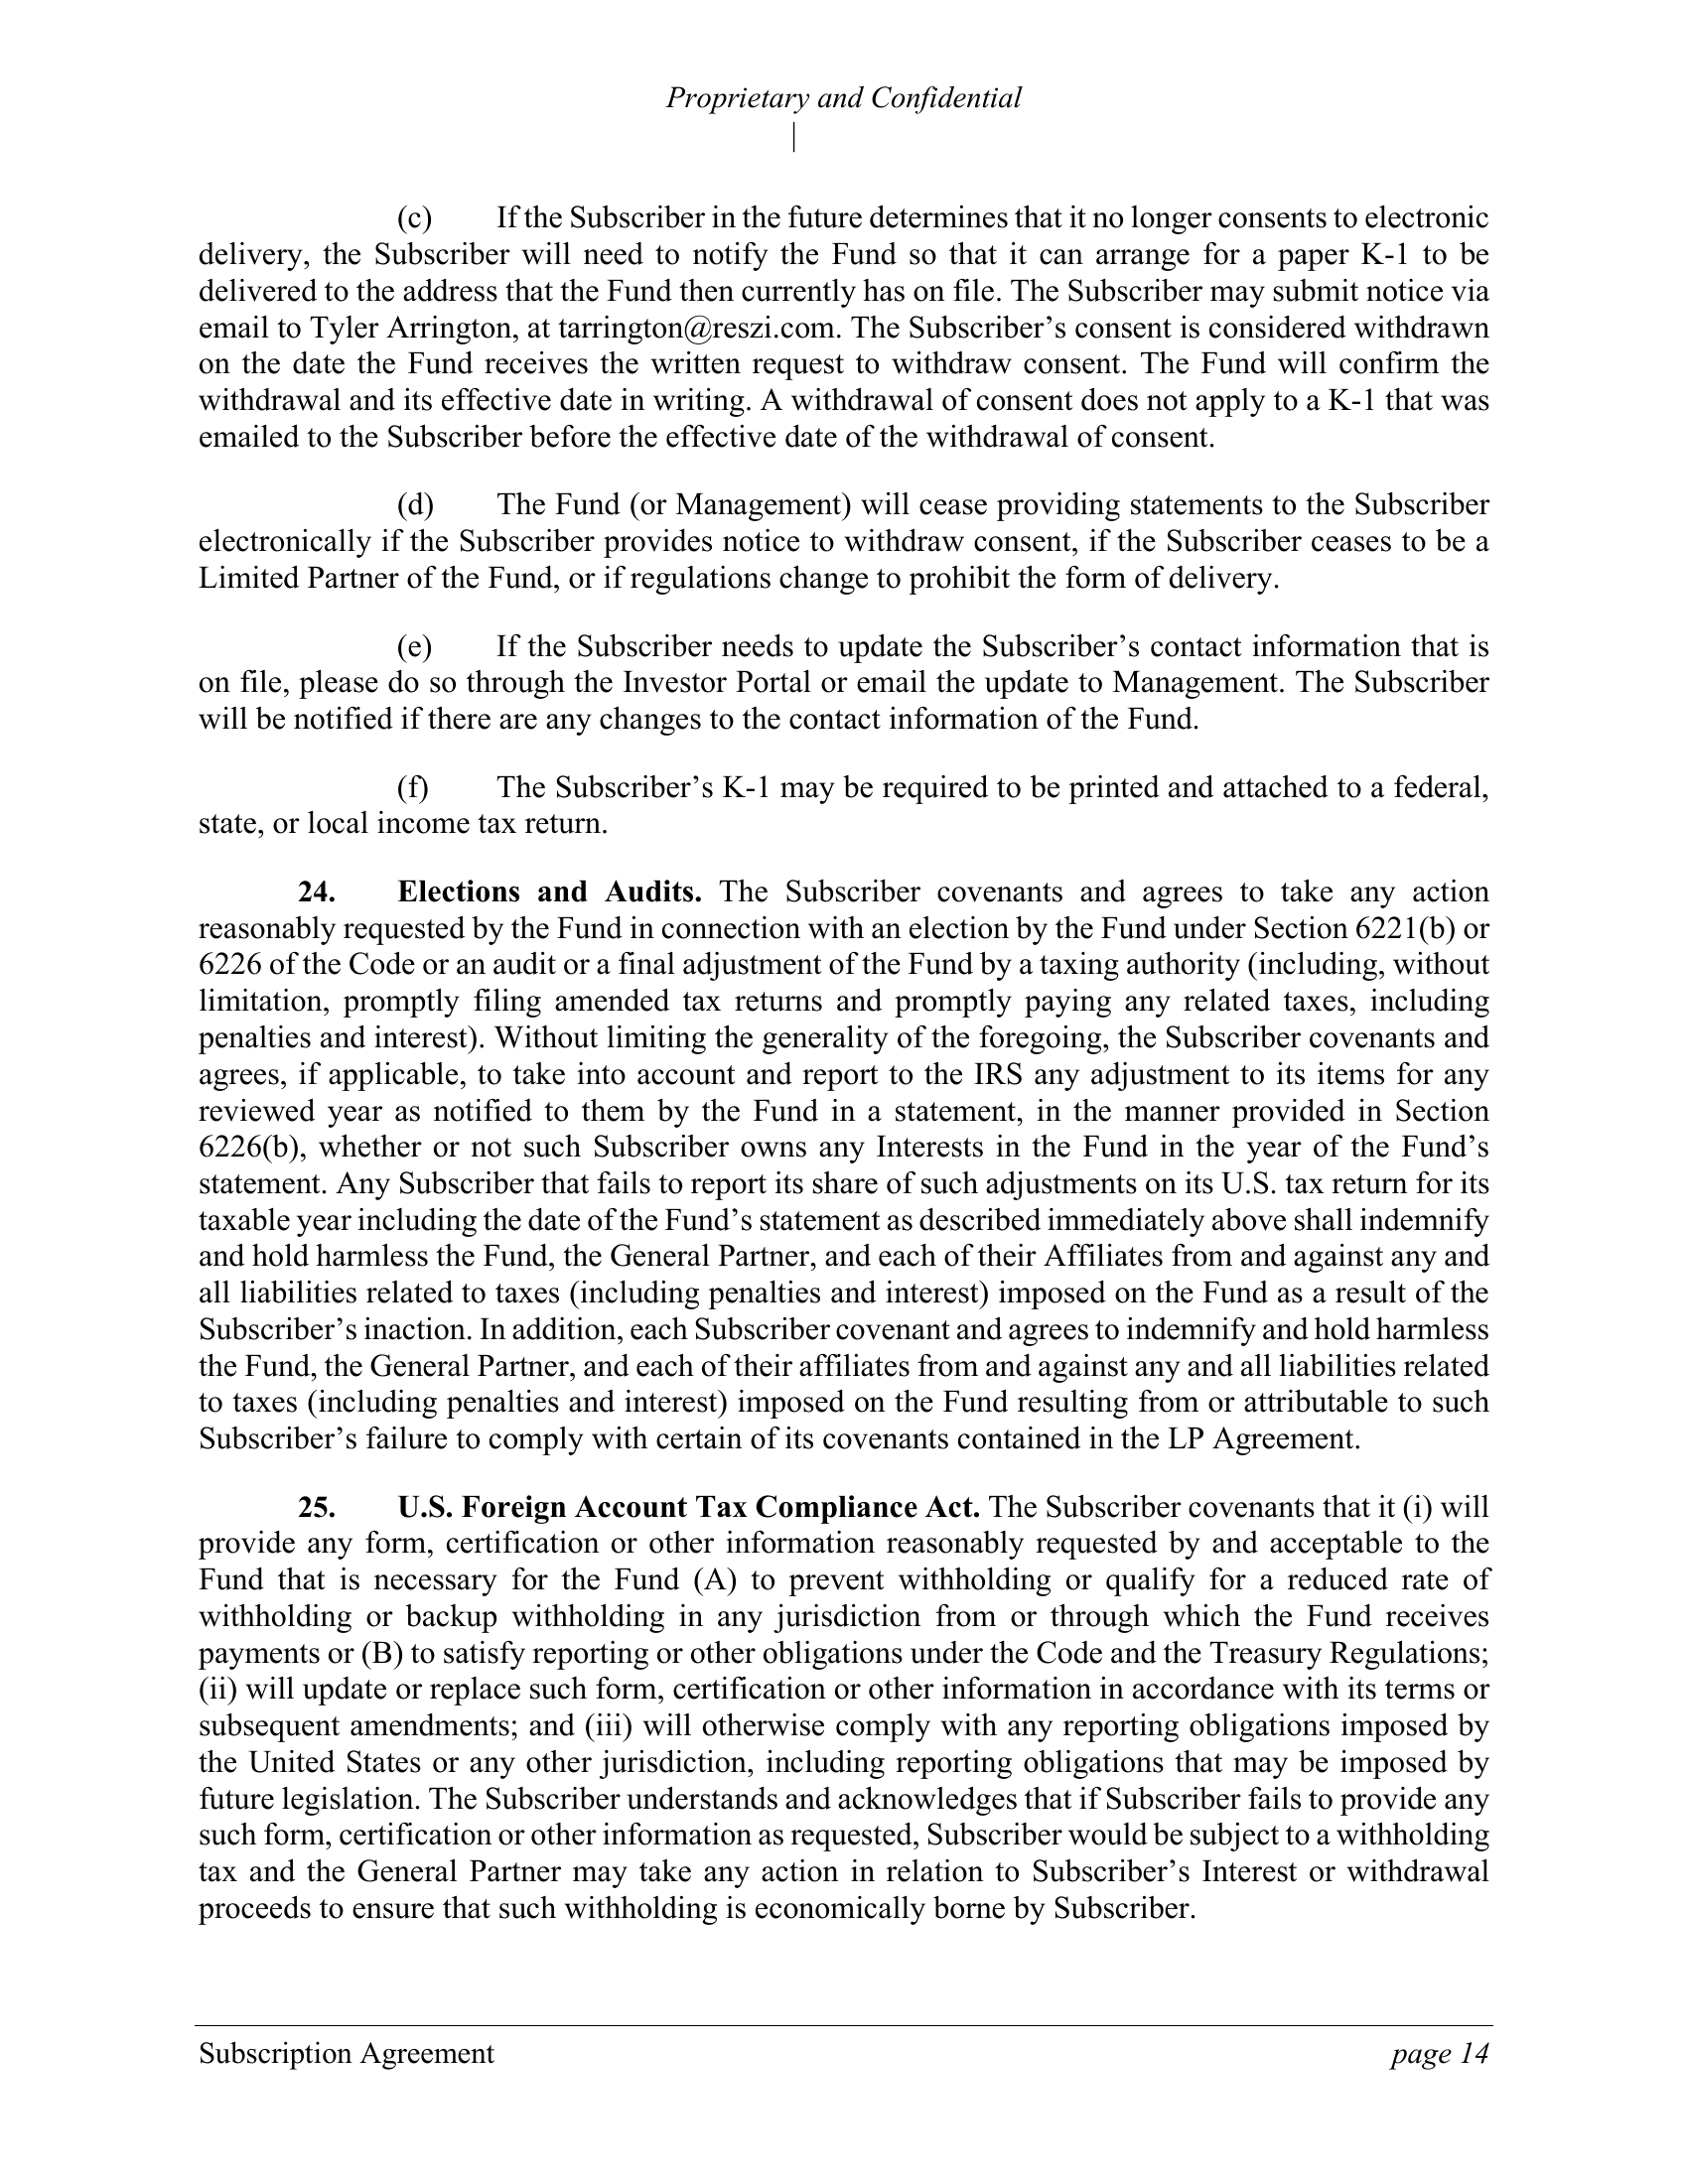 Proprietary and Confidential
|
(c) If the Subscriber in the future determines that it no longer consents to electronic
delivery, the Subscriber will need to notify the Fund so that it can arrange for a paper K-1 to be
delivered to the address that the Fund then currently has on file. The Subscriber may submit notice via
email to Tyler Arrington, at tarrington@reszi.com. The Subscriber’s consent is considered withdrawn
on the date the Fund receives the written request to withdraw consent. The Fund will confirm the
withdrawal and its effective date in writing. A withdrawal of consent does not apply to a K-1 that was
emailed to the Subscriber before the effective date of the withdrawal of consent.
(d) The Fund (or Management) will cease providing statements to the Subscriber
electronically if the Subscriber provides notice to withdraw consent, if the Subscriber ceases to be a
Limited Partner of the Fund, or if regulations change to prohibit the form of delivery.
(e) If the Subscriber needs to update the Subscriber’s contact information that is
on file, please do so through the Investor Portal or email the update to Management. The Subscriber
will be notified if there are any changes to the contact information of the Fund.
(f) The Subscriber’s K-1 may be required to be printed and attached to a federal,
state, or local income tax return.
24. Elections and Audits. The Subscriber covenants and agrees to take any action
reasonably requested by the Fund in connection with an election by the Fund under Section 6221(b) or
6226 of the Code or an audit or a final adjustment of the Fund by a taxing authority (including, without
limitation, promptly filing amended tax returns and promptly paying any related taxes, including
penalties and interest). Without limiting the generality of the foregoing, the Subscriber covenants and
agrees, if applicable, to take into account and report to the IRS any adjustment to its items for any
reviewed year as notified to them by the Fund in a statement, in the manner provided in Section
6226(b), whether or not such Subscriber owns any Interests in the Fund in the year of the Fund’s
statement. Any Subscriber that fails to report its share of such adjustments on its U.S. tax return for its
taxable year including the date of the Fund’s statement as described immediately above shall indemnify
and hold harmless the Fund, the General Partner, and each of their Affiliates from and against any and
all liabilities related to taxes (including penalties and interest) imposed on the Fund as a result of the
Subscriber’s inaction. In addition, each Subscriber covenant and agrees to indemnify and hold harmless
the Fund, the General Partner, and each of their affiliates from and against any and all liabilities related
to taxes (including penalties and interest) imposed on the Fund resulting from or attributable to such
Subscriber’s failure to comply with certain of its covenants contained in the LP Agreement.
25. U.S. Foreign Account Tax Compliance Act. The Subscriber covenants that it (i) will
provide any form, certification or other information reasonably requested by and acceptable to the
Fund that is necessary for the Fund (A) to prevent withholding or qualify for a reduced rate of
withholding or backup withholding in any jurisdiction from or through which the Fund receives
payments or (B) to satisfy reporting or other obligations under the Code and the Treasury Regulations;
(ii) will update or replace such form, certification or other information in accordance with its terms or
subsequent amendments; and (iii) will otherwise comply with any reporting obligations imposed by
the United States or any other jurisdiction, including reporting obligations that may be imposed by
future legislation. The Subscriber understands and acknowledges that if Subscriber fails to provide any
such form, certification or other information as requested, Subscriber would be subject to a withholding
tax and the General Partner may take any action in relation to Subscriber’s Interest or withdrawal
proceeds to ensure that such withholding is economically borne by Subscriber.
Subscription Agreement page 14